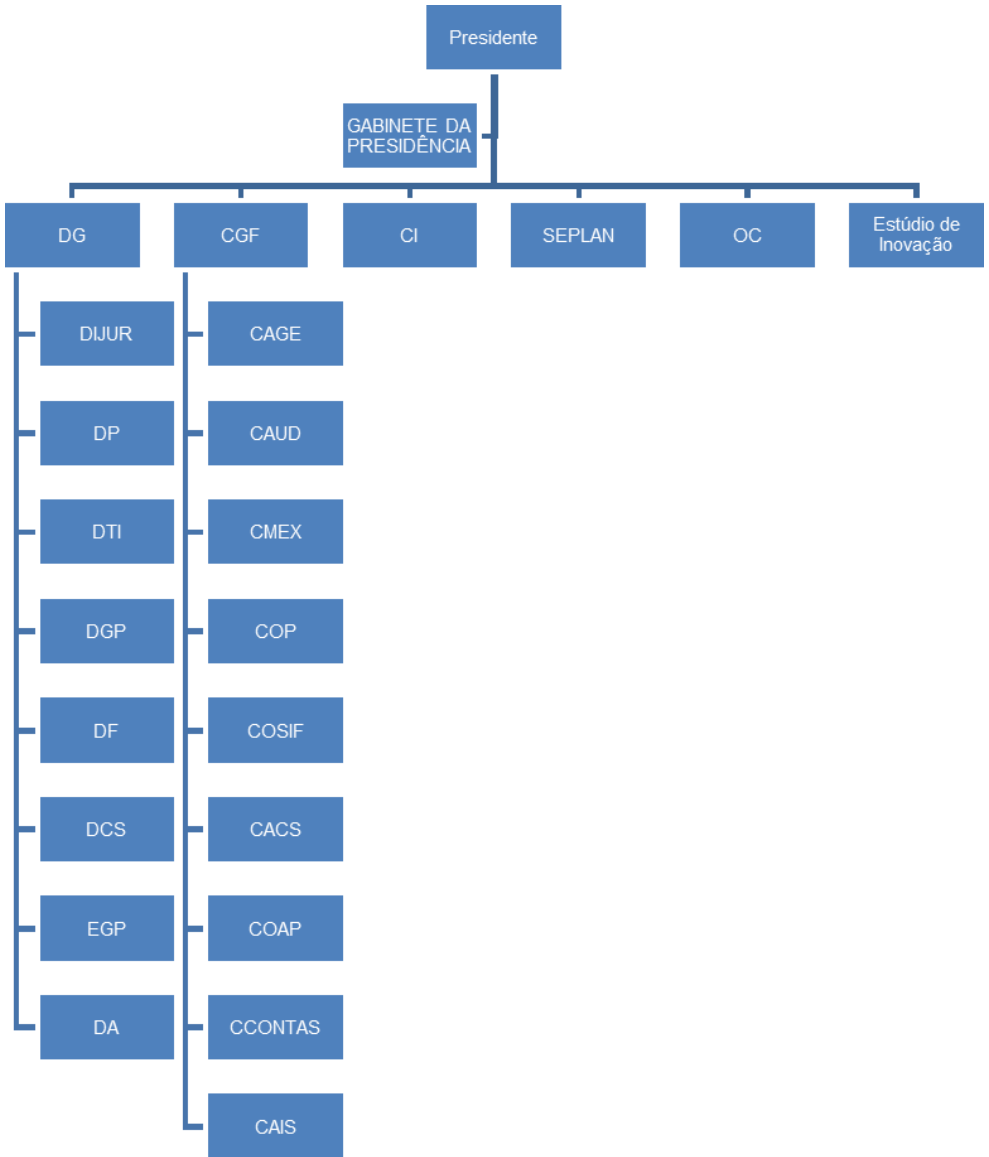 Presidente
GABINETE DA
PRESIDÊNCIA
DG
CGF
CI
SEPLAN
OC
Estúdio de
Inovação
DIJUR
CAGE
DP
CAUD
DTI
CMEX
DGP
COP
DF
COSIF
DCS
CACS
EGP
COAP
DA
CCONTAS
CAIS